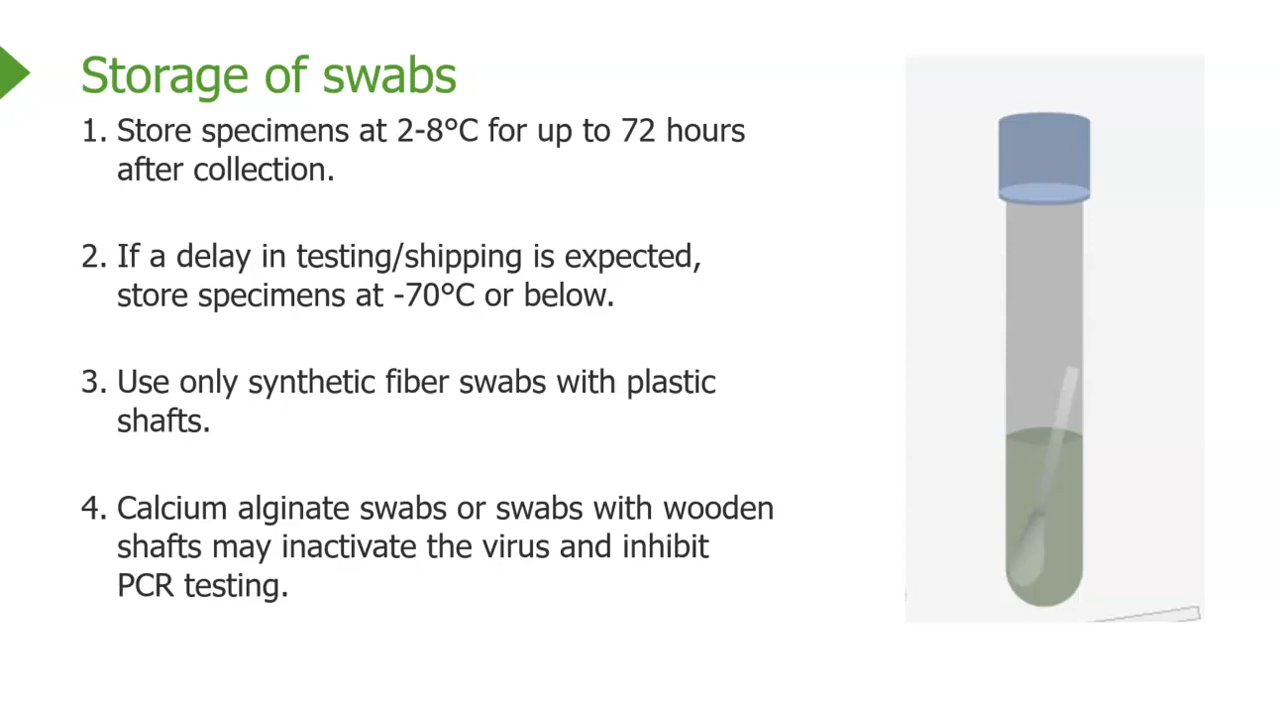 Storage of swabs
1. Store specimens at 2-8°C for up to 72 hours
after collection.
2. If a delay in testing/shipping is expected,
store specimens at -70°C or below.
3. Use only synthetic fiber swabs with plastic
shafts.
4. Calcium alginate swabs or swabs with wooden
shafts may inactivate the virus and inhibit
PCR testing.